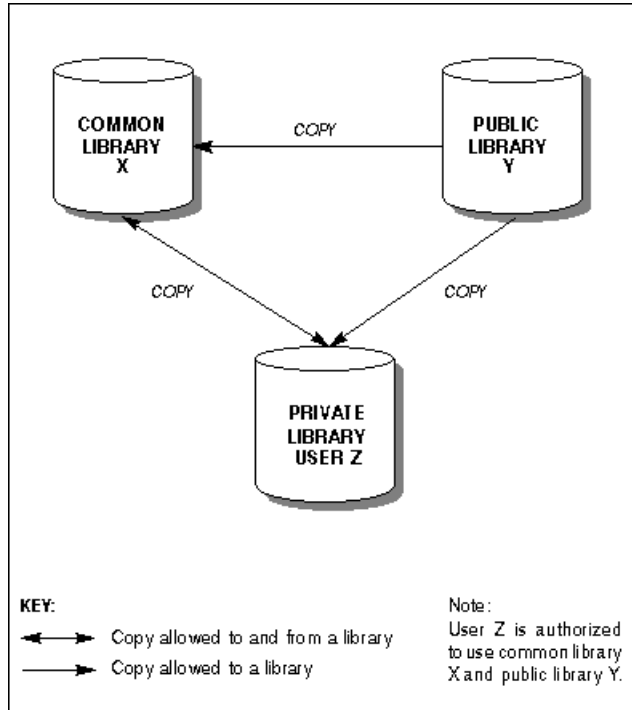 COMMON
LIBRARY
X
COPY
PUBLIC
LIBRARY
Y
COPY
COPY
PRIVATE
LIBRARY
USER Z
KEY:
Copy allowed to and from a library
Copy allowed to a library
Note:
User Z is authorized
to use common library
X and public library Y.